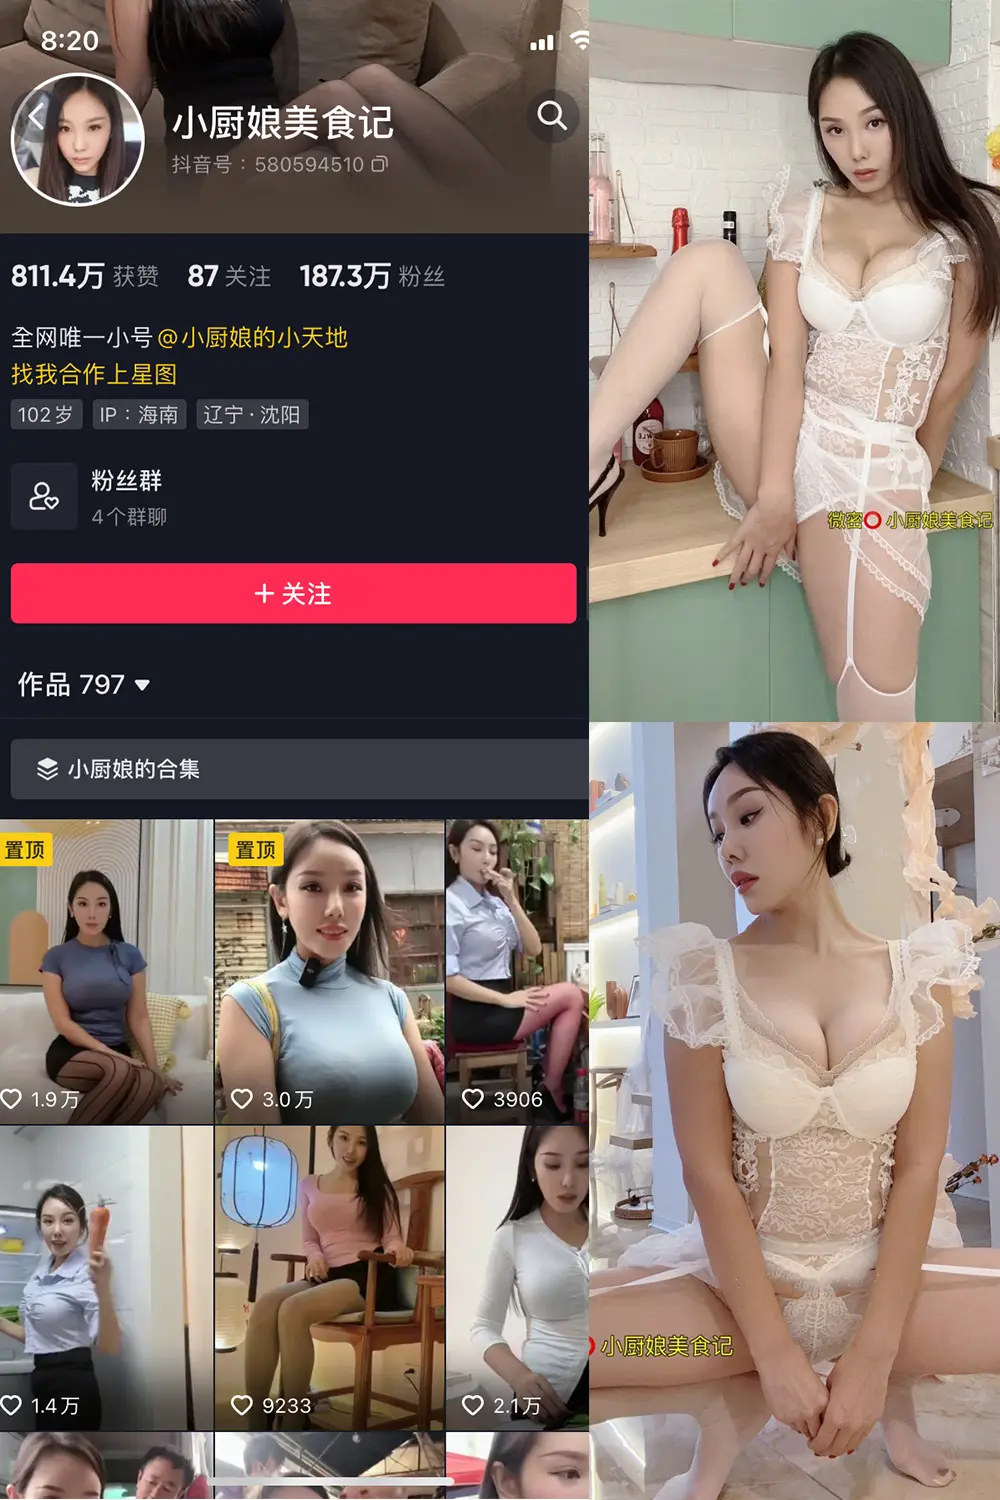 8:20
小厨娘美食记
抖音号：580594510
811.4万 获赞 87 关注 187.3万 粉丝
全网唯一小号@小厨娘的小天地
找我合作上星图
102岁 IP：海南 辽宁·沈阳
粉丝群
4个群聊
+ 关注
作品 797
小厨娘的合集
置顶 置顶
1.9万 3.0万 3906
1.4万 9233 2.1万
微密 小厨娘美食记
小厨娘美食记